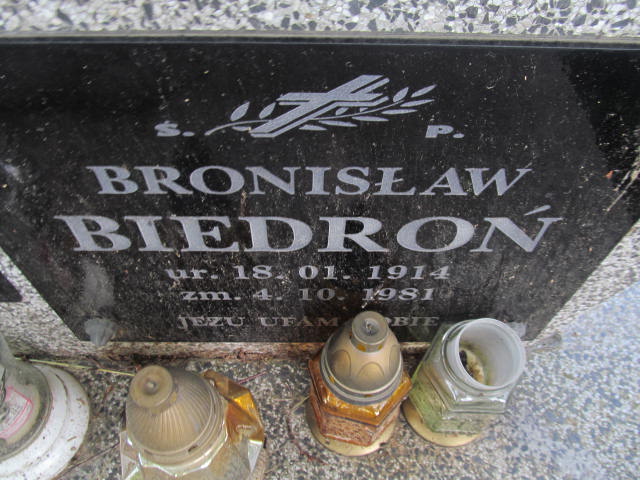 Ś. P.
BRONISŁAW
BIEDROŃ
ur. 18. 01. 1914
zm. 4. 10. 1981
JEZU UFAM